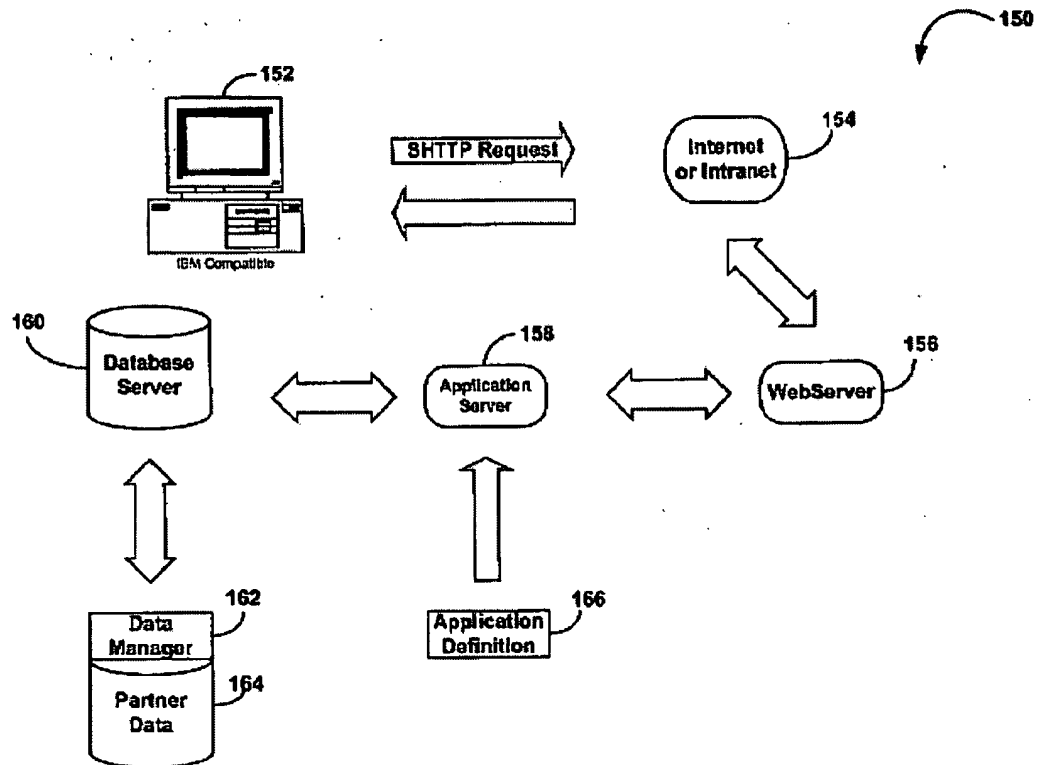 150
152
SHTTP Request
Internet
or Intranet
154
IBM Compatible
160
Database
Server
158
Application
Server
156
WebServer
162
Data
Manager
164
Partner
Data
166
Application
Definition